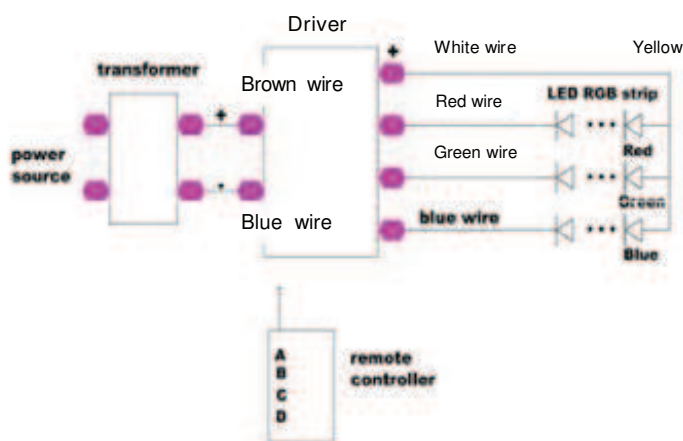 Driver
transformer
+
White wire
Yellow
Brown wire
+
Red wire
LED RGB strip
power
source
Green wire
Red
-
Blue wire
blue wire
Green
Blue
A
B
C
D
remote
controller